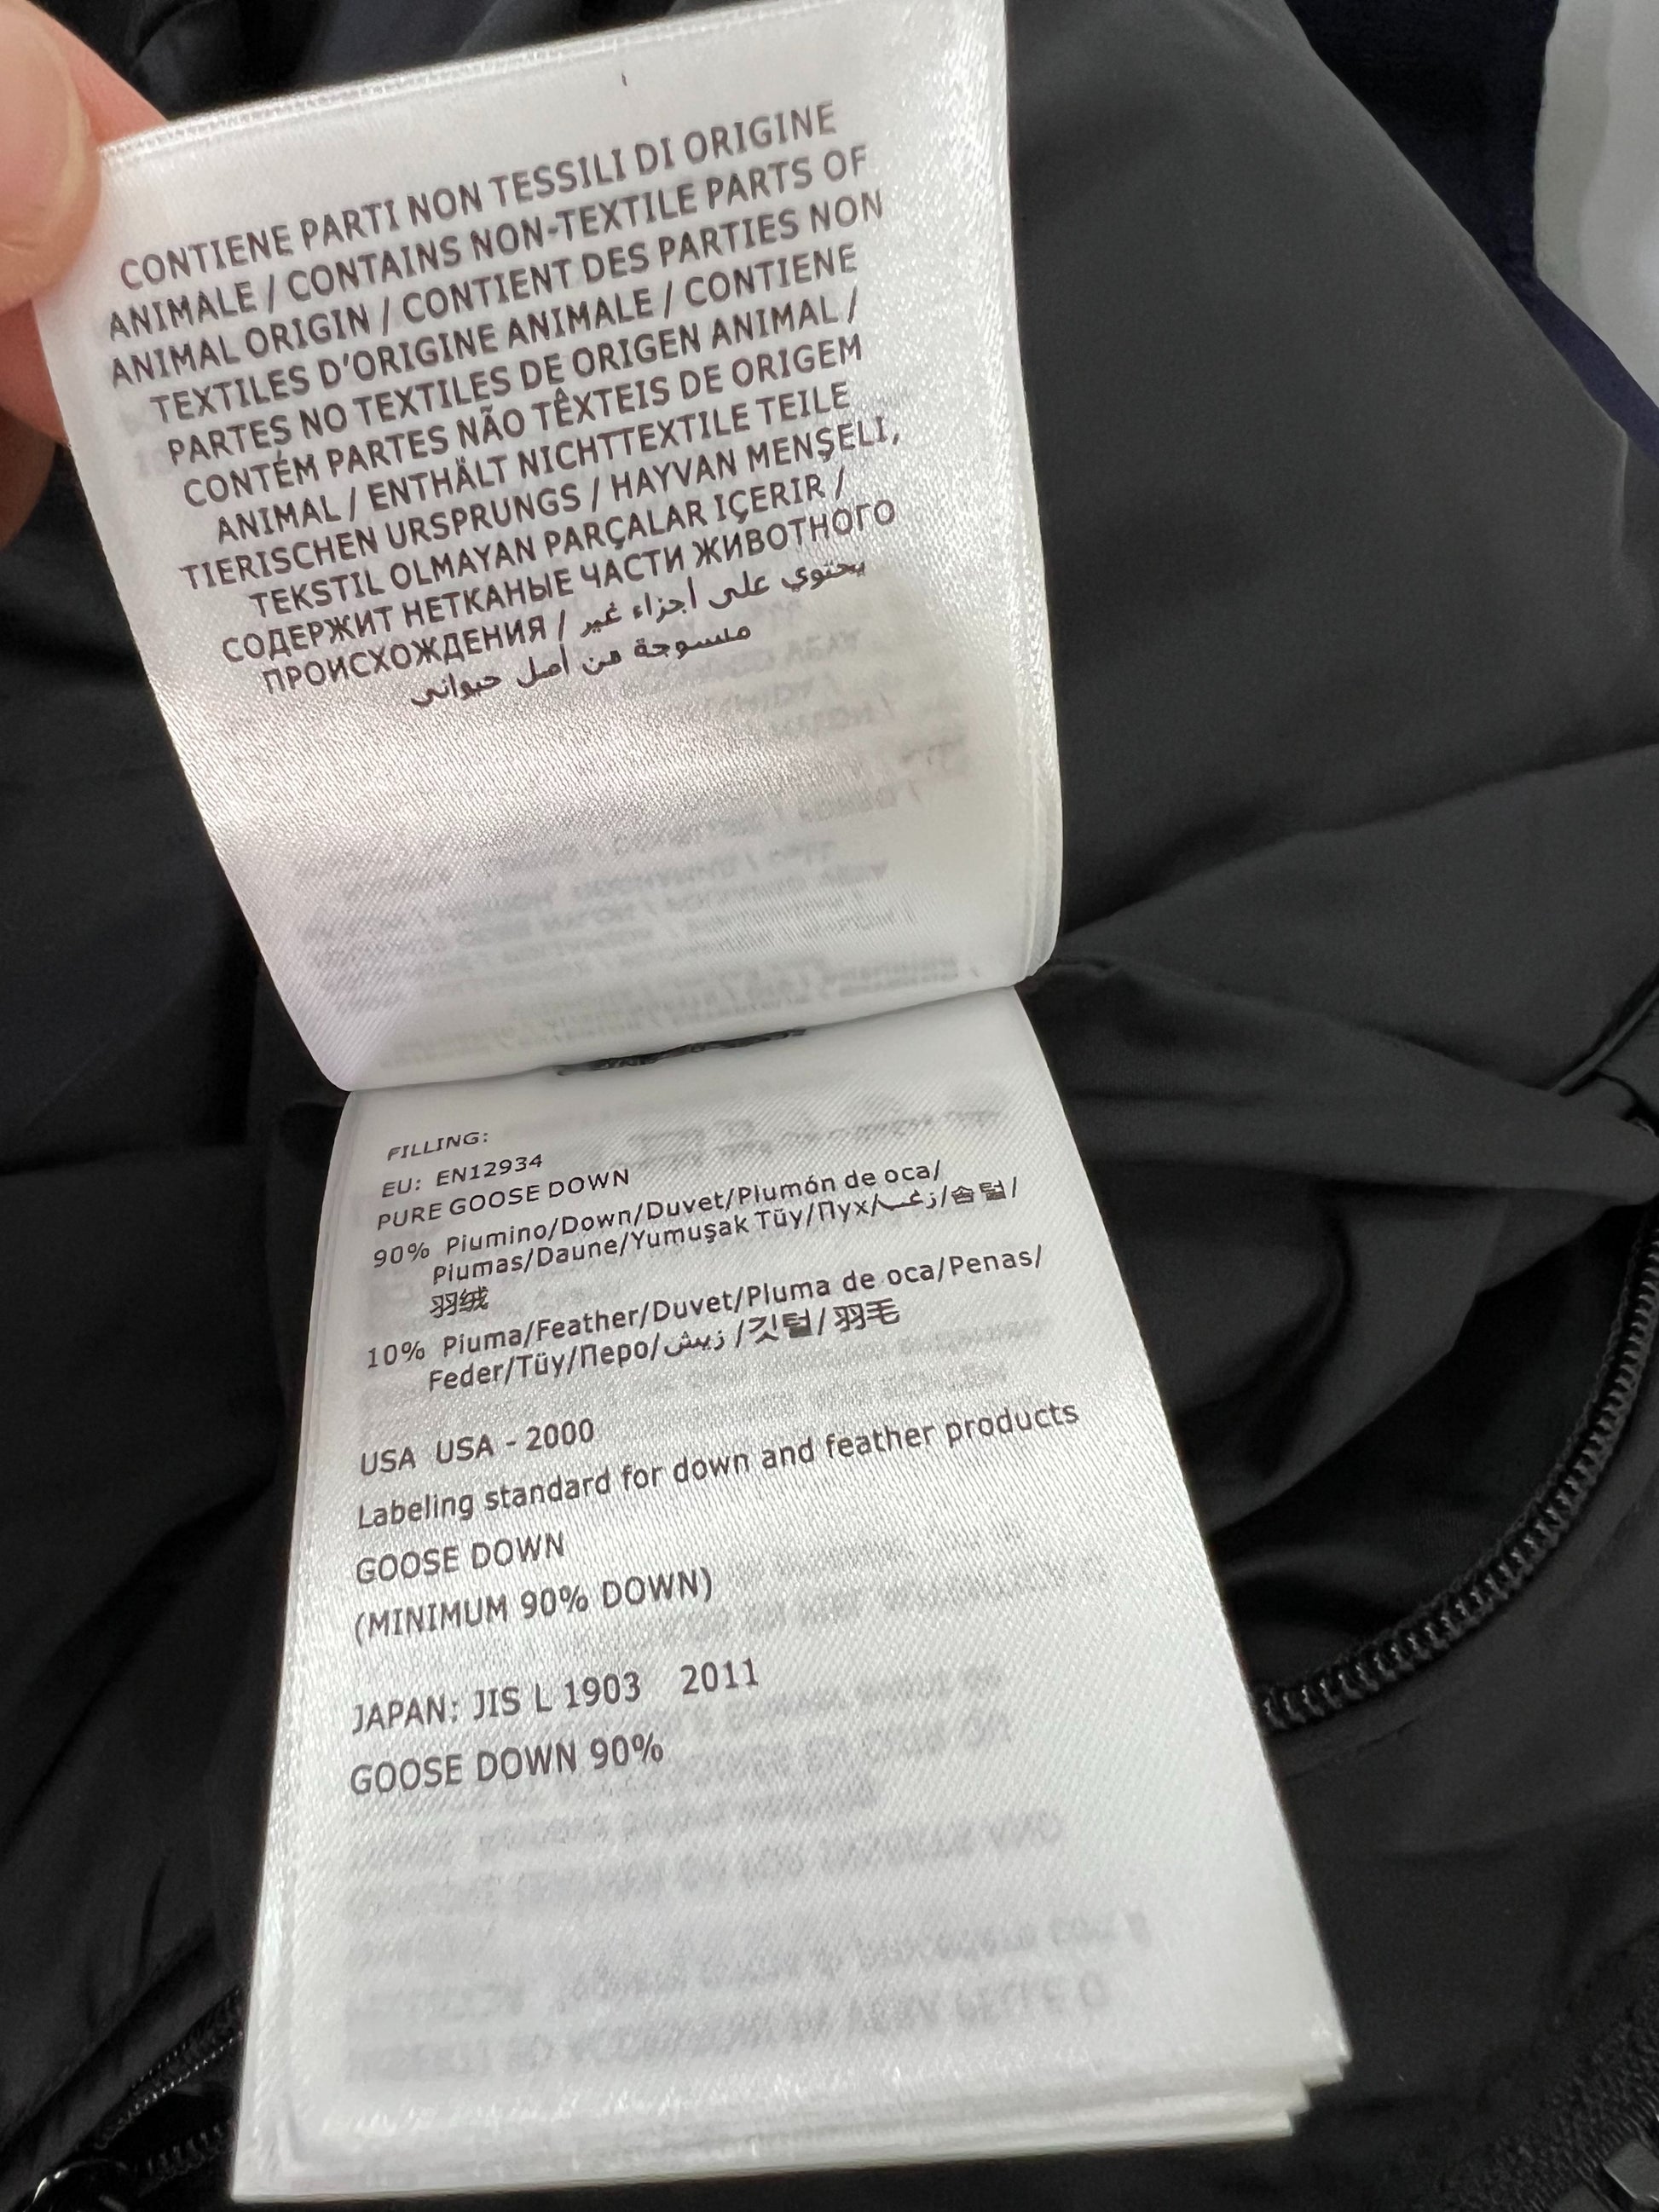 CONTIENE PARTI NON TESSILI DI ORIGINE
ANIMALE / CONTAINS NON-TEXTILE PARTS OF
ANIMAL ORIGIN / CONTIENT DES PARTIES NON
TEXTILES D'ORIGINE ANIMALE / CONTIENE
PARTES NO TEXTILES DE ORIGEN ANIMAL /
CONTÉM PARTES NÃO TÊXTEIS DE ORIGEM
ANIMAL / ENTHÄLT NICHTTEXTILE TEILE
TIERISCHEN URSPRUNGS / HAYVAN MENŞELI,
TEKSTIL OLMAYAN PARÇALAR IÇERIR /
СОДЕРЖИТ НЕТКАНЫЕ ЧАСТИ ЖИВОТНОГО
ПРОИСХОЖДЕНИЯ / يحتوي على أجزاء غير
منسوجة من أصل حيواني
FILLING:
EU: EN12934
PURE GOOSE DOWN
90% Piumino/Down/Duvet/Plumón de oca/
Plumas/Daune/Yumuşak Tüy/Пух/زغب/솜털/
羽绒
10% Piuma/Feather/Duvet/Pluma de oca/Penas/
Feder/Tüy/Перо/ريش/깃털/羽毛
USA USA - 2000
Labeling standard for down and feather products
GOOSE DOWN
(MINIMUM 90% DOWN)
JAPAN: JIS L 1903 2011
GOOSE DOWN 90%